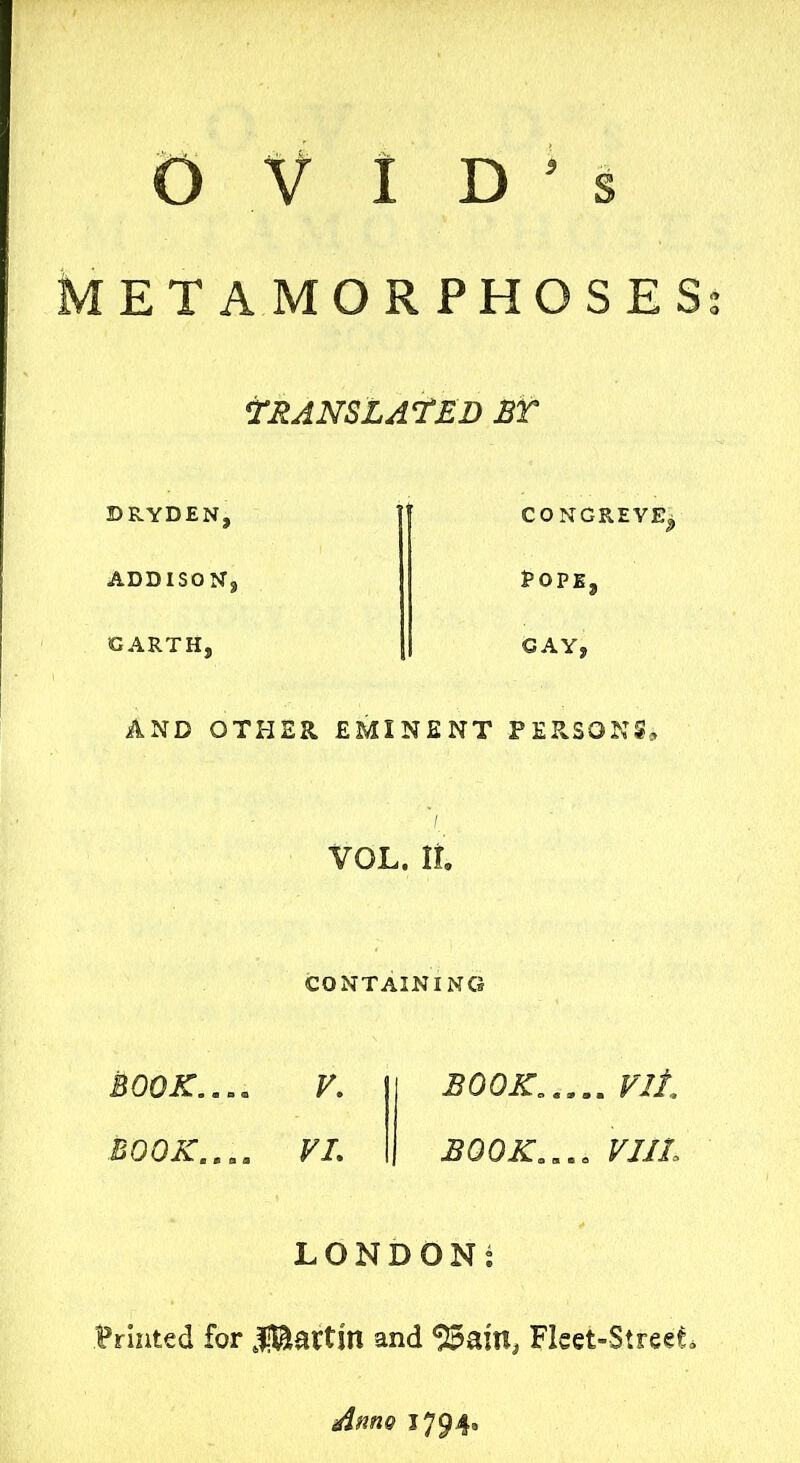 OVID's
METAMORPHOSES:
TRANSLATED BY
DRYDEN, CONGREVE,
ADDISON, POPE,
GARTH, GAY,
AND OTHER EMINENT PERSONS.
VOL. II.
CONTAINING
BOOK.... V. BOOK...... VII.
BOOK.... VI. BOOK.... VIII.
LONDON:
Printed for Martin and Bain, Fleet-Street.
Anno 1794.